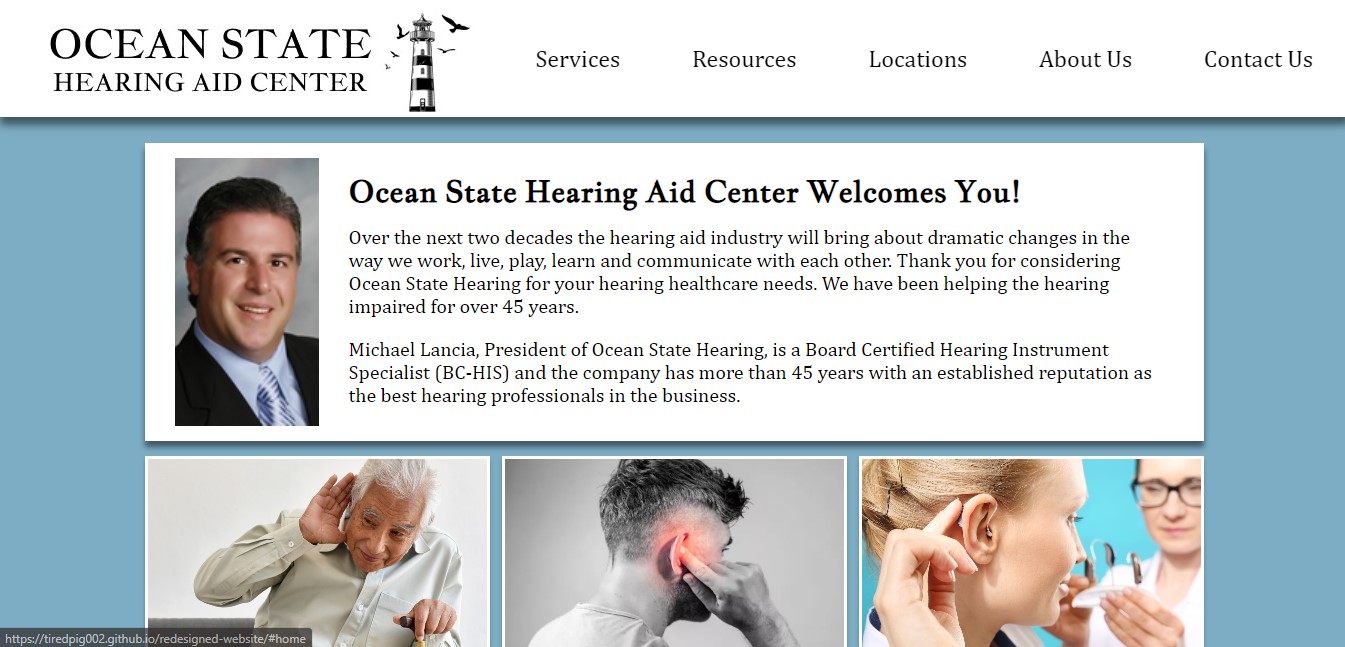 OCEAN STATE
HEARING AID CENTER
Services
Resources
Locations
About Us
Contact Us
Ocean State Hearing Aid Center Welcomes You!
Over the next two decades the hearing aid industry will bring about dramatic changes in the
way we work, live, play, learn and communicate with each other. Thank you for considering
Ocean State Hearing for your hearing healthcare needs. We have been helping the hearing
impaired for over 45 years.
Michael Lancia, President of Ocean State Hearing, is a Board Certified Hearing Instrument
Specialist (BC-HIS) and the company has more than 45 years with an established reputation as
the best hearing professionals in the business.
https://tiredpig002.github.io/redesigned-website/#home